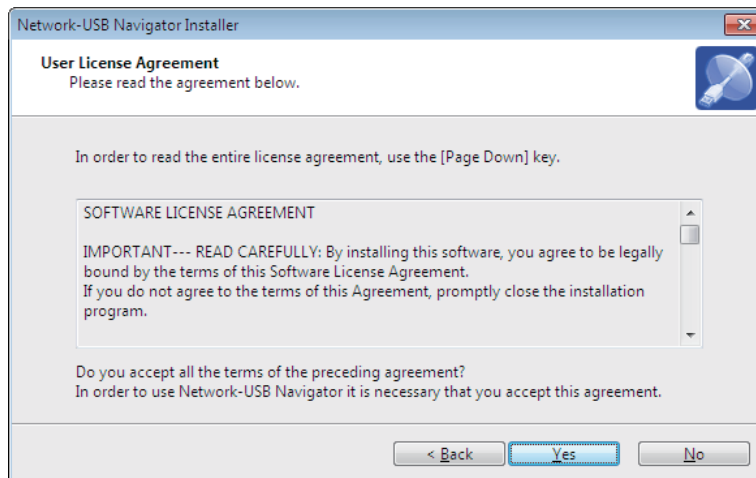 Network-USB Navigator Installer
User License Agreement
Please read the agreement below.
In order to read the entire license agreement, use the [Page Down] key.
SOFTWARE LICENSE AGREEMENT
IMPORTANT--- READ CAREFULLY: By installing this software, you agree to be legally
bound by the terms of this Software License Agreement.
If you do not agree to the terms of this Agreement, promptly close the installation
program.
Do you accept all the terms of the preceding agreement?
In order to use Network-USB Navigator it is necessary that you accept this agreement.
< Back
Yes
No